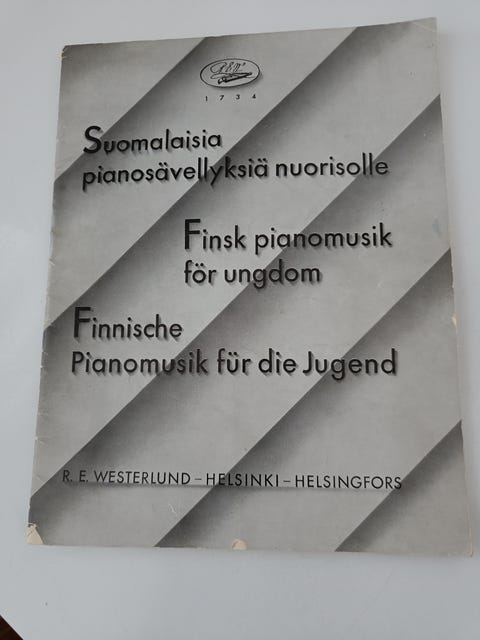 R.E.W.
1734
Suomalaisia
pianosävellyksiä nuorisolle
Finsk pianomusik
för ungdom
Finnische
Pianomusik für die Jugend
R. E. WESTERLUND – HELSINKI – HELSINGFORS